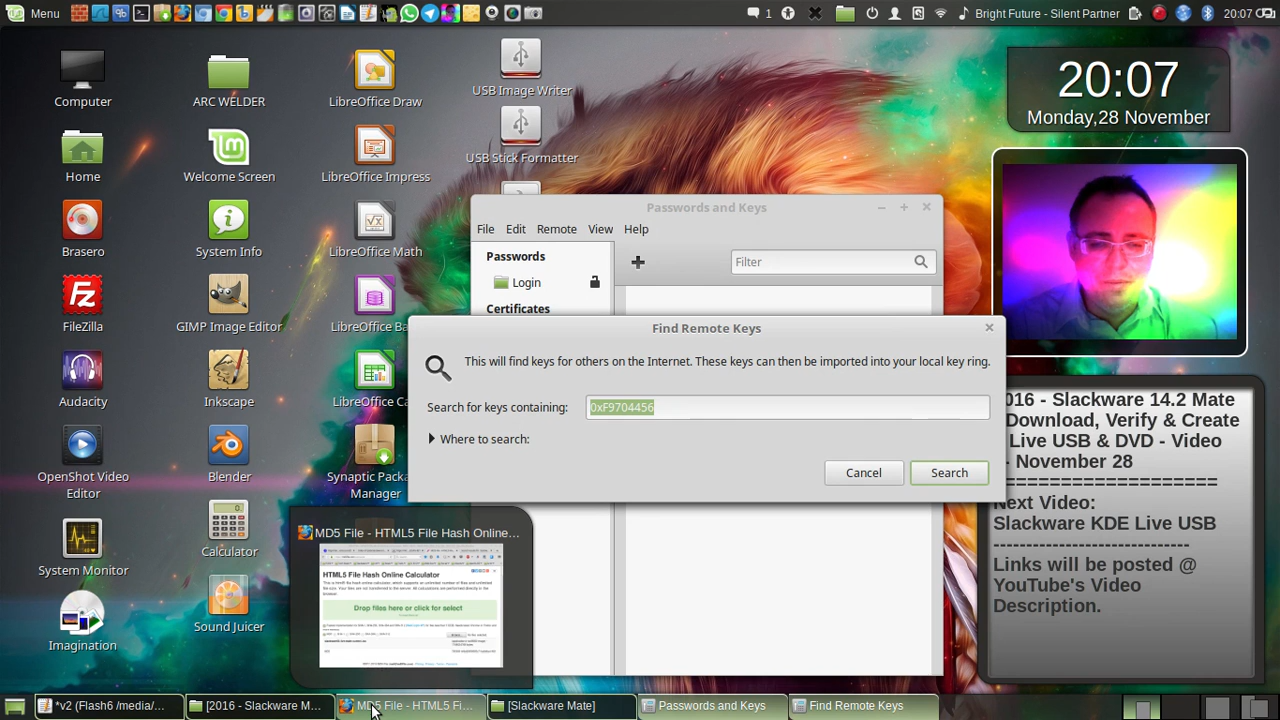 Menu
1
Bright Future - Silent Partner
20:07
Computer
ARC WELDER
LibreOffice Draw
USB Image Writer
20:07
Monday,28 November
Home
Welcome Screen
LibreOffice Impress
USB Stick Formatter
Brasero
System Info
LibreOffice Math
Passwords and Keys
File Edit Remote View Help
Passwords
Filter
Login
Certificates
FileZilla
GIMP Image Editor
LibreOffice Ba
Find Remote Keys
This will find keys for others on the Internet. These keys can then be imported into your local key ring.
Search for keys containing: 0xF9704456
Where to search:
Cancel Search
Audacity
Inkscape
LibreOffice Ca
OpenShot Video
Editor
Blender
Synaptic Packa
Manager
016 - Slackware 14.2 Mate
Download, Verify & Create
Live USB & DVD - Video
- November 28
====================
Next Video:
Slackware KDE Live USB
---------------------------
Links will be posted @
YouTube's Video
Description.
System Monitor
Calculator
MD5 File - HTML5 File Hash Online...
HTML5 File Hash Online Calculator
Drop files here or click for select
Imagination
Sound Juicer
*v2 (Flash6 /media/...
[2016 - Slackware M...
MD5 File - HTML5 Fi...
[Slackware Mate]
Passwords and Keys
Find Remote Keys